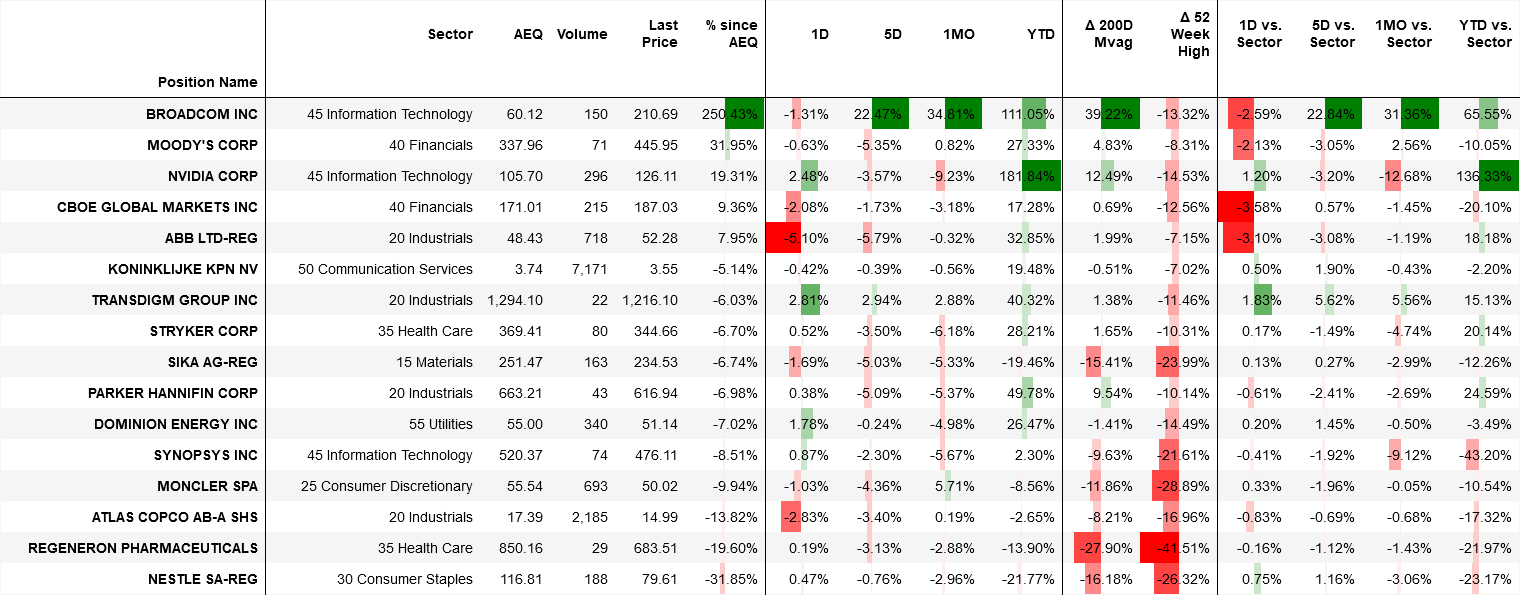 Position Name Sector AEQ Volume Last Price % since AEQ 1D 5D 1MO YTD Δ 200D Mvag Δ 52 Week High 1D vs. Sector 5D vs. Sector 1MO vs. Sector YTD vs. Sector
BROADCOM INC 45 Information Technology 60.12 150 210.69 250.43% -1.31% 22.47% 34.81% 111.05% 39.22% -13.32% -2.59% 22.84% 31.36% 65.55%
MOODY'S CORP 40 Financials 337.96 71 445.95 31.95% -0.63% -5.35% 0.82% 27.33% 4.83% -8.31% -2.13% -3.05% 2.56% -10.05%
NVIDIA CORP 45 Information Technology 105.70 296 126.11 19.31% 2.48% -3.57% -9.23% 181.84% 12.49% -14.53% 1.20% -3.20% -12.68% 136.33%
CBOE GLOBAL MARKETS INC 40 Financials 171.01 215 187.03 9.36% -2.08% -1.73% -3.18% 17.28% 0.69% -12.56% -3.58% 0.57% -1.45% -20.10%
ABB LTD-REG 20 Industrials 48.43 718 52.28 7.95% -5.10% -5.79% -0.32% 32.85% 1.99% -7.15% -3.10% -3.08% -1.19% 18.18%
KONINKLIJKE KPN NV 50 Communication Services 3.74 7,171 3.55 -5.14% -0.42% -0.39% -0.56% 19.48% -0.51% -7.02% 0.50% 1.90% -0.43% -2.20%
TRANSDIGM GROUP INC 20 Industrials 1,294.10 22 1,216.10 -6.03% 2.81% 2.94% 2.88% 40.32% 1.38% -11.46% 1.83% 5.62% 5.56% 15.13%
STRYKER CORP 35 Health Care 369.41 80 344.66 -6.70% 0.52% -3.50% -6.18% 28.21% 1.65% -10.31% 0.17% -1.49% -4.74% 20.14%
SIKA AG-REG 15 Materials 251.47 163 234.53 -6.74% -1.69% -5.03% -5.33% -19.46% -15.41% -23.99% 0.13% 0.27% -2.99% -12.26%
PARKER HANNIFIN CORP 20 Industrials 663.21 43 616.94 -6.98% 0.38% -5.09% -5.37% 49.78% 9.54% -10.14% -0.61% -2.41% -2.69% 24.59%
DOMINION ENERGY INC 55 Utilities 55.00 340 51.14 -7.02% 1.78% -0.24% -4.98% 26.47% -1.41% -14.49% 0.20% 1.45% -0.50% -3.49%
SYNOPSYS INC 45 Information Technology 520.37 74 476.11 -8.51% 0.87% -2.30% -5.67% 2.30% -9.63% -21.61% -0.41% -1.92% -9.12% -43.20%
MONCLER SPA 25 Consumer Discretionary 55.54 693 50.02 -9.94% -1.03% -4.36% 5.71% -8.56% -11.86% -28.89% 0.33% -1.96% -0.05% -10.54%
ATLAS COPCO AB-A SHS 20 Industrials 17.39 2,185 14.99 -13.82% -2.83% -3.40% 0.19% -2.65% -8.21% -16.96% -0.83% -0.69% -0.68% -17.32%
REGENERON PHARMACEUTICALS 35 Health Care 850.16 29 683.51 -19.60% 0.19% -3.13% -2.88% -13.90% -27.90% -41.51% -0.16% -1.12% -1.43% -21.97%
NESTLE SA-REG 30 Consumer Staples 116.81 188 79.61 -31.85% 0.47% -0.76% -2.96% -21.77% -16.18% -26.32% 0.75% 1.16% -3.06% -23.17%